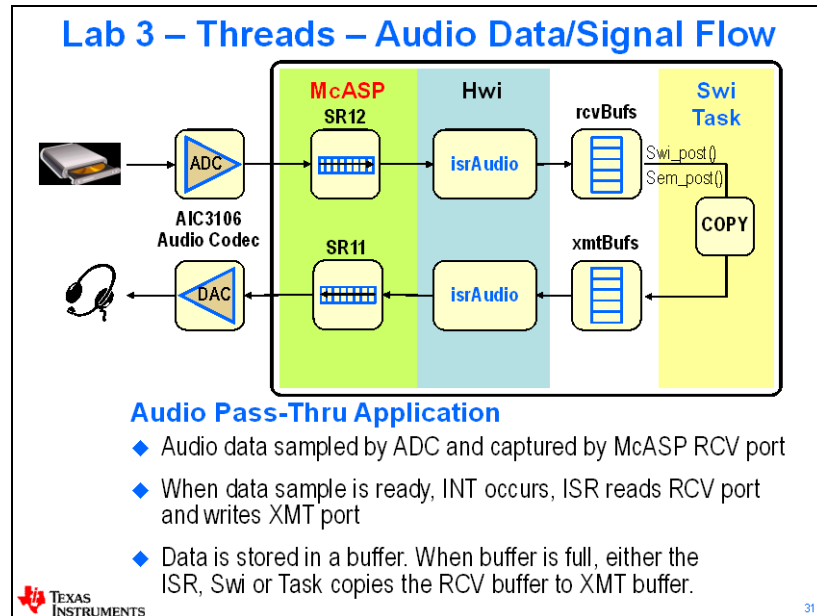 Lab 3 – Threads – Audio Data/Signal Flow
McASP
Hwi
Swi
Task
SR12
rcvBufs
ADC
isrAudio
Swi_post()
Sem_post()
COPY
AIC3106
Audio Codec
SR11
xmtBufs
DAC
isrAudio
Audio Pass-Thru Application
Audio data sampled by ADC and captured by McASP RCV port
When data sample is ready, INT occurs, ISR reads RCV port
and writes XMT port
Data is stored in a buffer. When buffer is full, either the
ISR, Swi or Task copies the RCV buffer to XMT buffer.
TEXAS
INSTRUMENTS
31